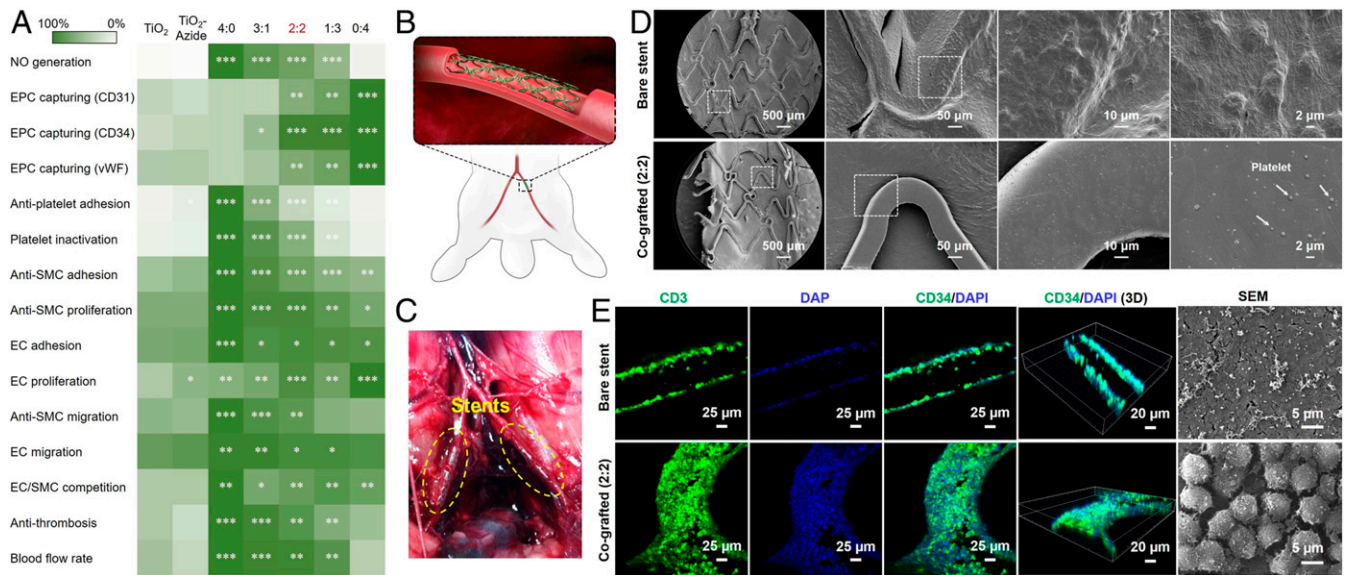 A
100% 0%
TiO2 TiO2-Azide 4:0 3:1 2:2 1:3 0:4
NO generation *** *** *** ***
EPC capturing (CD31) ** ** ***
EPC capturing (CD34) * *** *** ***
EPC capturing (vWF) ** ** ***
Anti-platelet adhesion * *** *** *** **
Platelet inactivation *** *** *** **
Anti-SMC adhesion *** *** *** *** **
Anti-SMC proliferation *** *** *** ** *
EC adhesion *** * * * *
EC proliferation * ** ** *** ** ***
Anti-SMC migration *** *** **
EC migration ** ** * *
EC/SMC competition ** * ** ** **
Anti-thrombosis *** *** ** **
Blood flow rate *** *** ** **
B
C
Stents
D
Bare stent
500 µm
50 µm
10 µm
2 µm
Co-grafted (2:2)
500 µm
50 µm
10 µm
Platelet
2 µm
E
CD3 DAP CD34/DAPI CD34/DAPI (3D) SEM
Bare stent
25 µm
25 µm
25 µm
20 µm
5 µm
Co-grafted (2:2)
25 µm
25 µm
25 µm
20 µm
5 µm